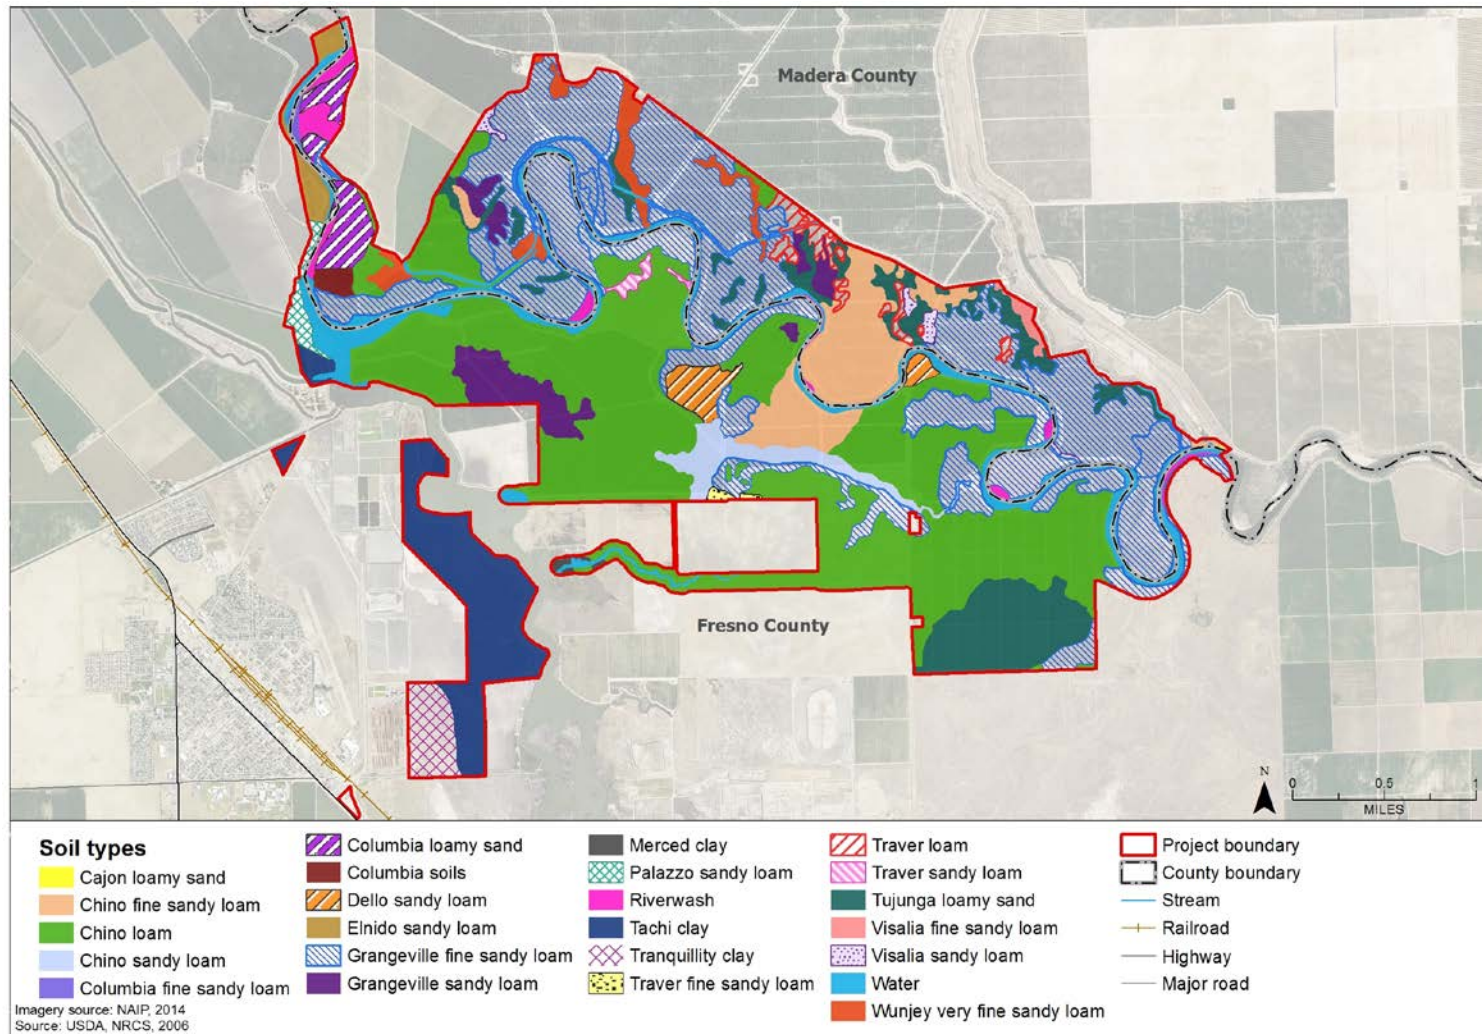 Madera County
Fresno County
N
0 0.5 1
MILES
Soil types
Cajon loamy sand
Chino fine sandy loam
Chino loam
Chino sandy loam
Columbia fine sandy loam
Columbia loamy sand
Columbia soils
Dello sandy loam
Elnido sandy loam
Grangeville fine sandy loam
Grangeville sandy loam
Merced clay
Palazzo sandy loam
Riverwash
Tachi clay
Tranquillity clay
Traver fine sandy loam
Traver loam
Traver sandy loam
Tujunga loamy sand
Visalia fine sandy loam
Visalia sandy loam
Water
Wunjey very fine sandy loam
Project boundary
County boundary
Stream
Railroad
Highway
Major road
Imagery source: NAIP, 2014
Source: USDA, NRCS, 2006